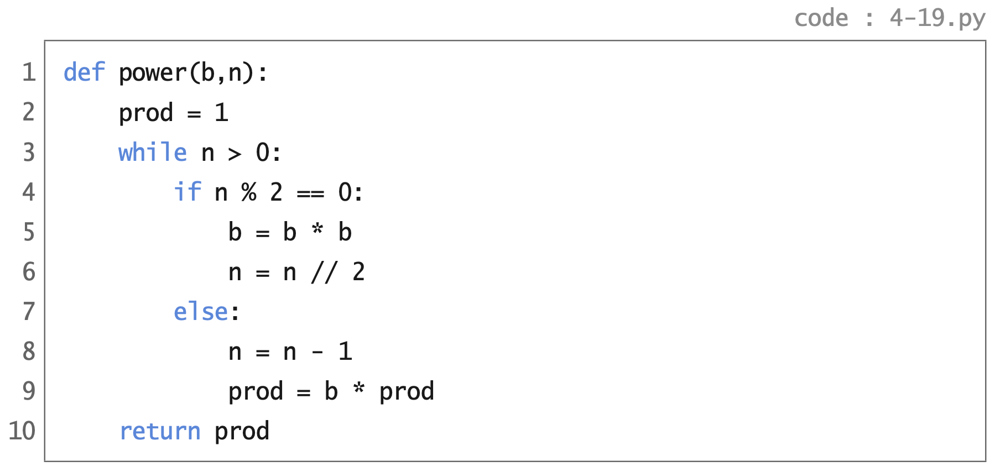 code : 4-19.py
1 def power(b,n):
2     prod = 1
3     while n > 0:
4         if n % 2 == 0:
5             b = b * b
6             n = n // 2
7         else:
8             n = n - 1
9             prod = b * prod
10     return prod